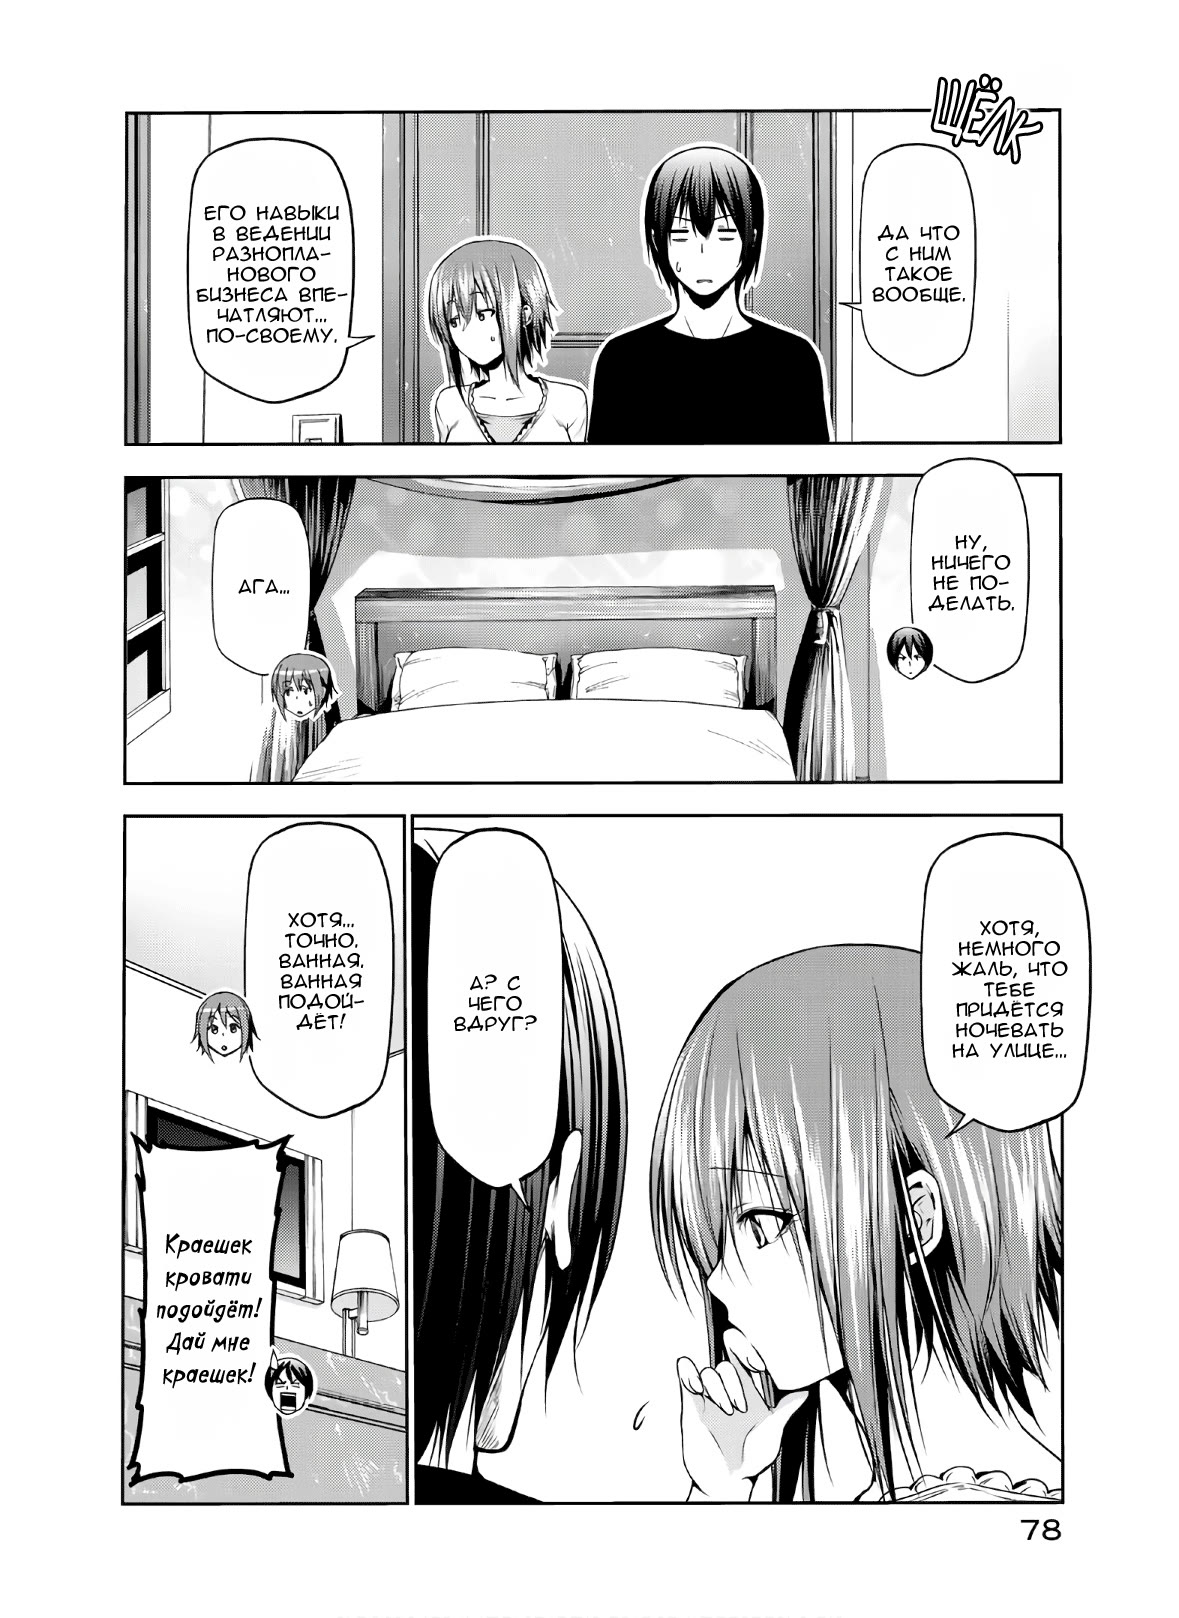 ЩЁЛК
ДА ЧТО
С НИМ
ТАКОЕ
ВООБЩЕ.
ЕГО НАВЫКИ
В ВЕДЕНИИ
РАЗНОПЛА-
НОВОГО
БИЗНЕСА ВПЕ-
ЧАТЛЯЮТ...
ПО-СВОЕМУ.
НУ,
НИЧЕГО
НЕ ПО-
ДЕЛАТЬ.
АГА...
ХОТЯ,
НЕМНОГО
ЖАЛЬ, ЧТО
ТЕБЕ
ПРИДЁТСЯ
НОЧЕВАТЬ
НА УЛИЦЕ...
А? С
ЧЕГО
ВДРУГ?
ХОТЯ...
ТОЧНО.
ВАННАЯ.
ВАННАЯ
ПОДОЙ-
ДЁТ!
Краешек
кровати
подойдёт!
Дай мне
краешек!
78